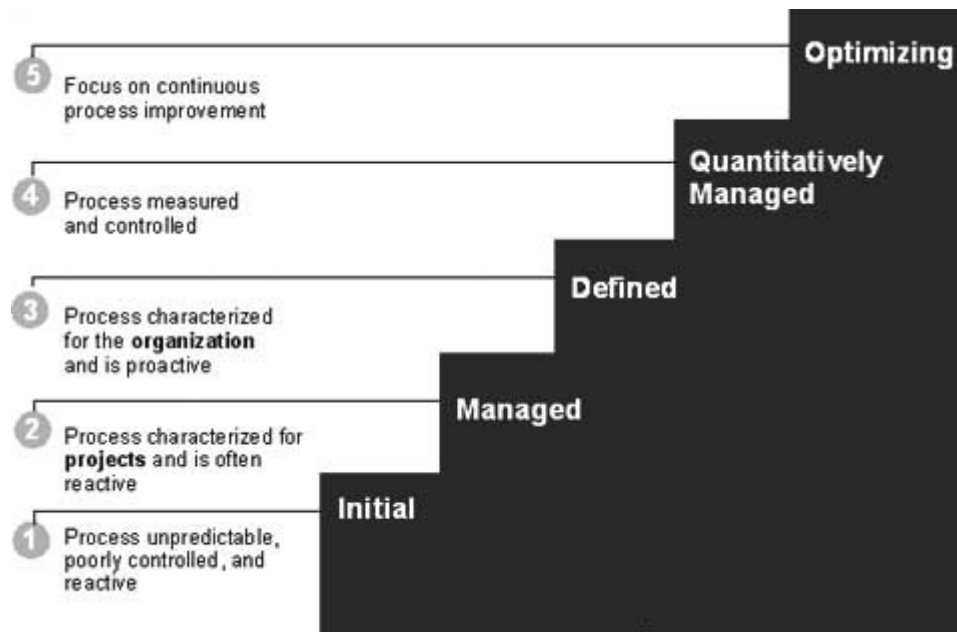 Optimizing
5
Focus on continuous
process improvement
Quantitatively
Managed
4
Process measured
and controlled
Defined
3
Process characterized
for the organization
and is proactive
Managed
2
Process characterized for
projects and is often
reactive
Initial
1
Process unpredictable,
poorly controlled, and
reactive